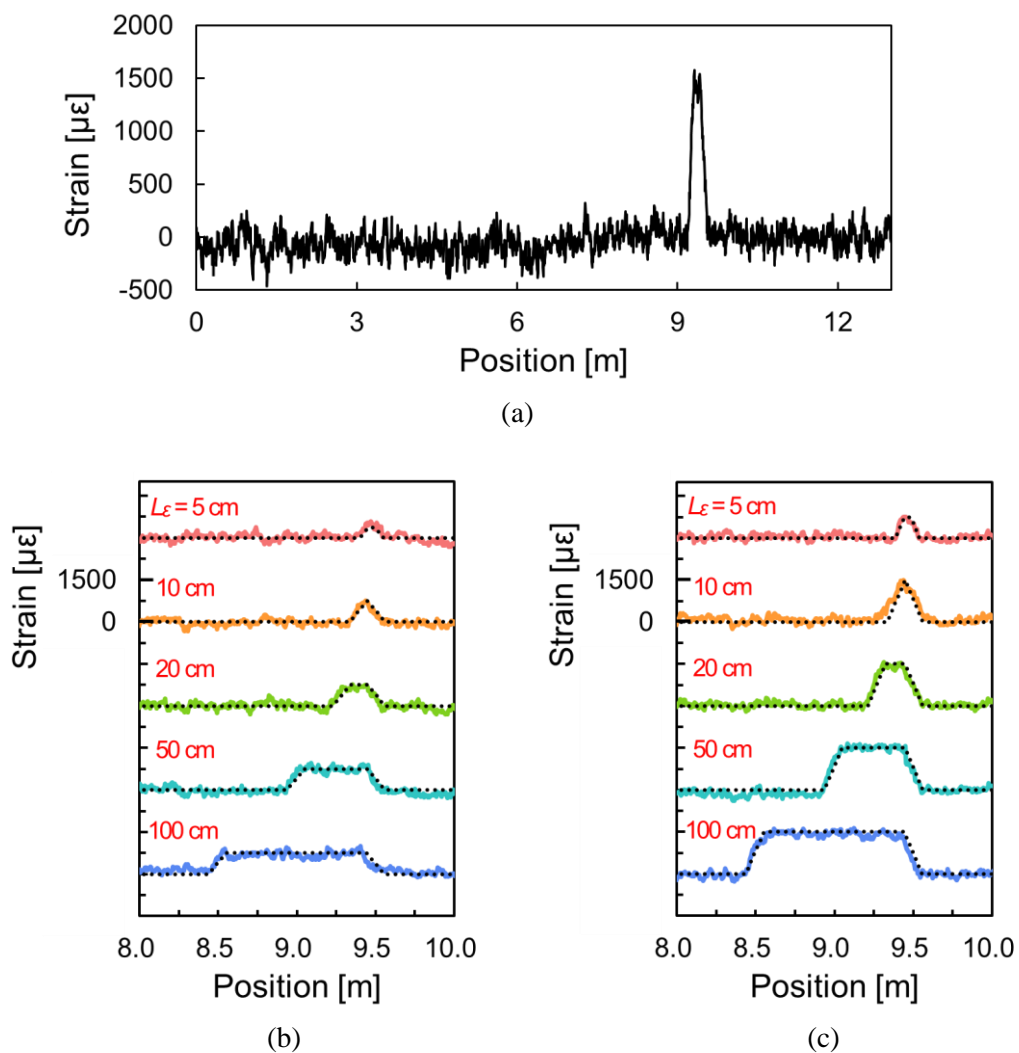 2000
1500
1000
500
0
-500
Strain [µε]
0 3 6 9 12
Position [m]
(a)
Lε = 5 cm
10 cm
20 cm
50 cm
100 cm
1500
0
Strain [µε]
8.0 8.5 9.0 9.5 10.0
Position [m]
(b)
Lε = 5 cm
10 cm
20 cm
50 cm
100 cm
1500
0
Strain [µε]
8.0 8.5 9.0 9.5 10.0
Position [m]
(c)